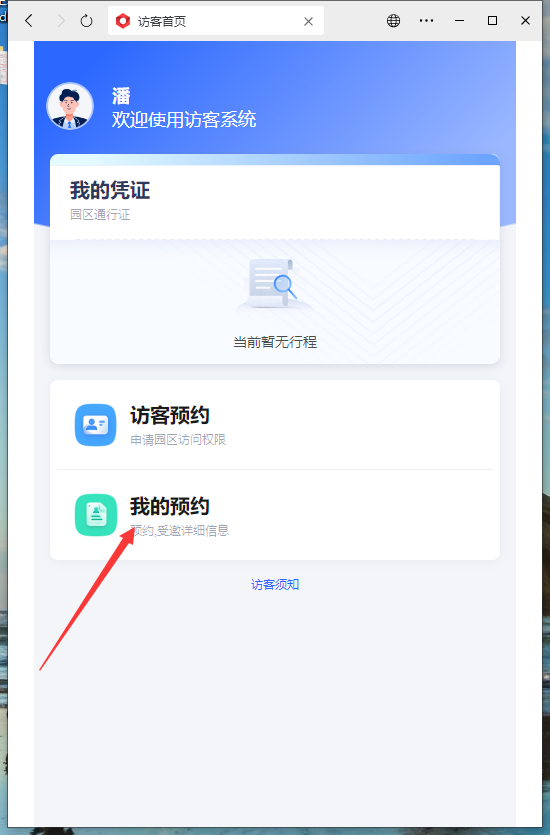 访客首页
潘
欢迎使用访客系统
我的凭证
园区通行证
当前暂无行程
访客预约
申请园区访问权限
我的预约
预约,受邀详细信息
访客须知